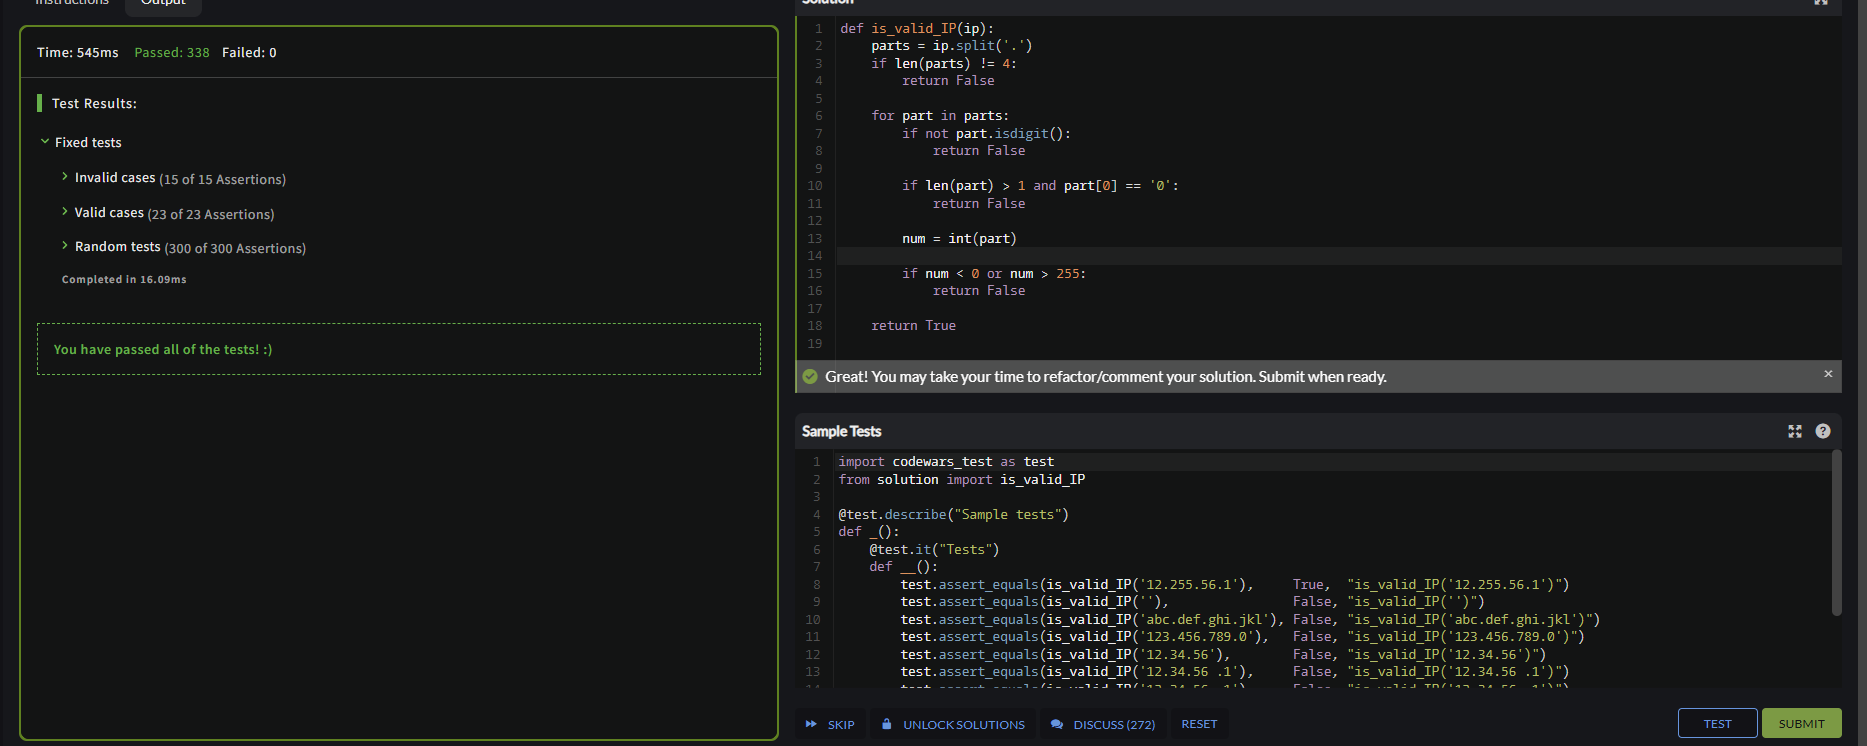 Instructions
Output
Time: 545ms Passed: 338 Failed: 0
Test Results:
Fixed tests
Invalid cases (15 of 15 Assertions)
Valid cases (23 of 23 Assertions)
Random tests (300 of 300 Assertions)
Completed in 16.09ms
You have passed all of the tests! :)
Solution
1 def is_valid_IP(ip):
2     parts = ip.split('.')
3     if len(parts) != 4:
4         return False
5
6     for part in parts:
7         if not part.isdigit():
8             return False
9
10         if len(part) > 1 and part[0] == '0':
11             return False
12
13         num = int(part)
14
15         if num < 0 or num > 255:
16             return False
17
18     return True
19
Great! You may take your time to refactor/comment your solution. Submit when ready. ×
Sample Tests ?
1 import codewars_test as test
2 from solution import is_valid_IP
3
4 @test.describe("Sample tests")
5 def _():
6     @test.it("Tests")
7     def __():
8         test.assert_equals(is_valid_IP('12.255.56.1'),     True,  "is_valid_IP('12.255.56.1')")
9         test.assert_equals(is_valid_IP(''),                False, "is_valid_IP('')")
10         test.assert_equals(is_valid_IP('abc.def.ghi.jkl'), False, "is_valid_IP('abc.def.ghi.jkl')")
11         test.assert_equals(is_valid_IP('123.456.789.0'),   False, "is_valid_IP('123.456.789.0')")
12         test.assert_equals(is_valid_IP('12.34.56'),        False, "is_valid_IP('12.34.56')")
13         test.assert_equals(is_valid_IP('12.34.56 .1'),     False, "is_valid_IP('12.34.56 .1')")
SKIP UNLOCK SOLUTIONS DISCUSS (272) RESET TEST SUBMIT